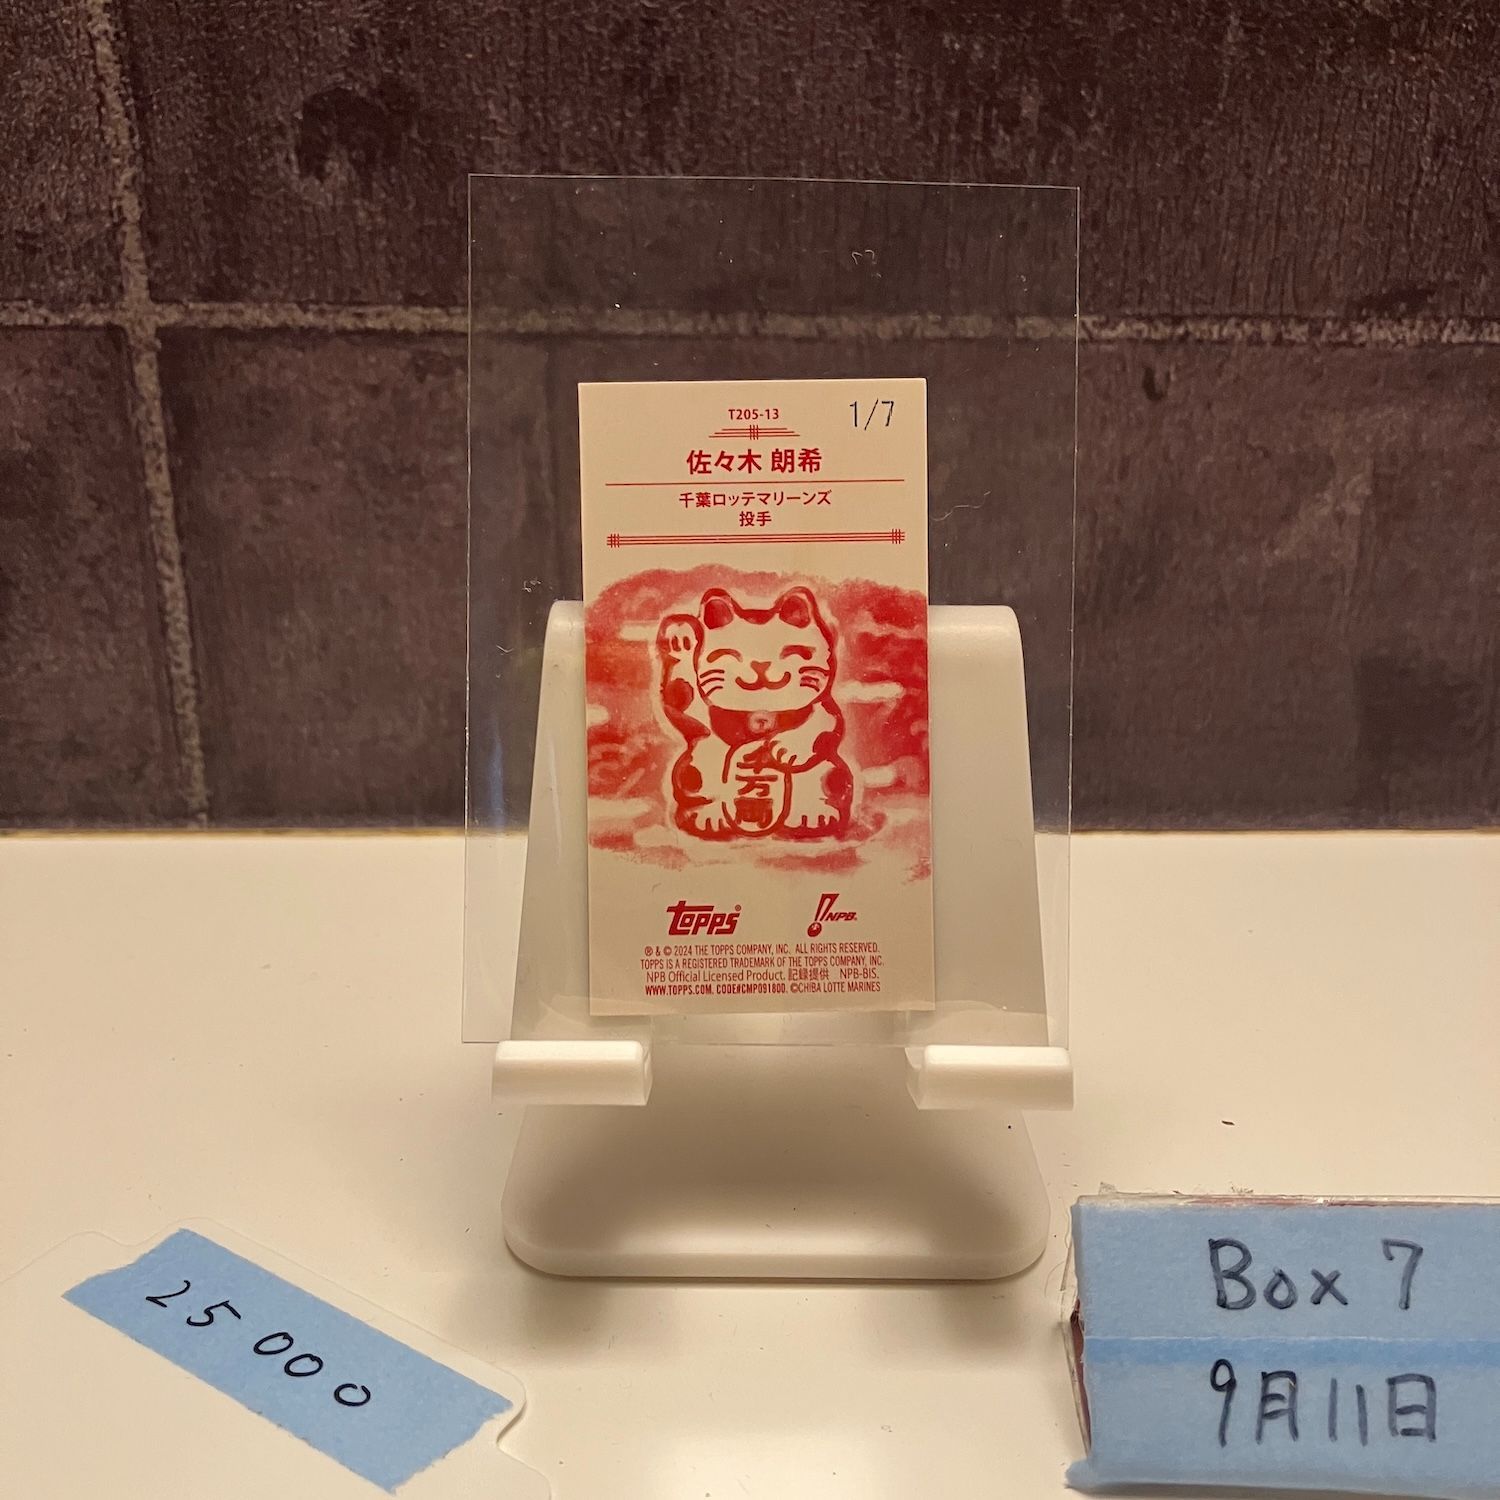 T205-13
1/7
佐々木 朗希
千葉ロッテマリーンズ
投手
千万両
Topps®
NPB®
® & © 2024 THE TOPPS COMPANY, INC. ALL RIGHTS RESERVED.
TOPPS IS A REGISTERED TRADEMARK OF THE TOPPS COMPANY, INC.
NPB Official Licensed Product. 記録提供 NPB-BIS.
WWW.TOPPS.COM. CODE#CMP091800. ©CHIBA LOTTE MARINES
25000
Box 7
9月11日